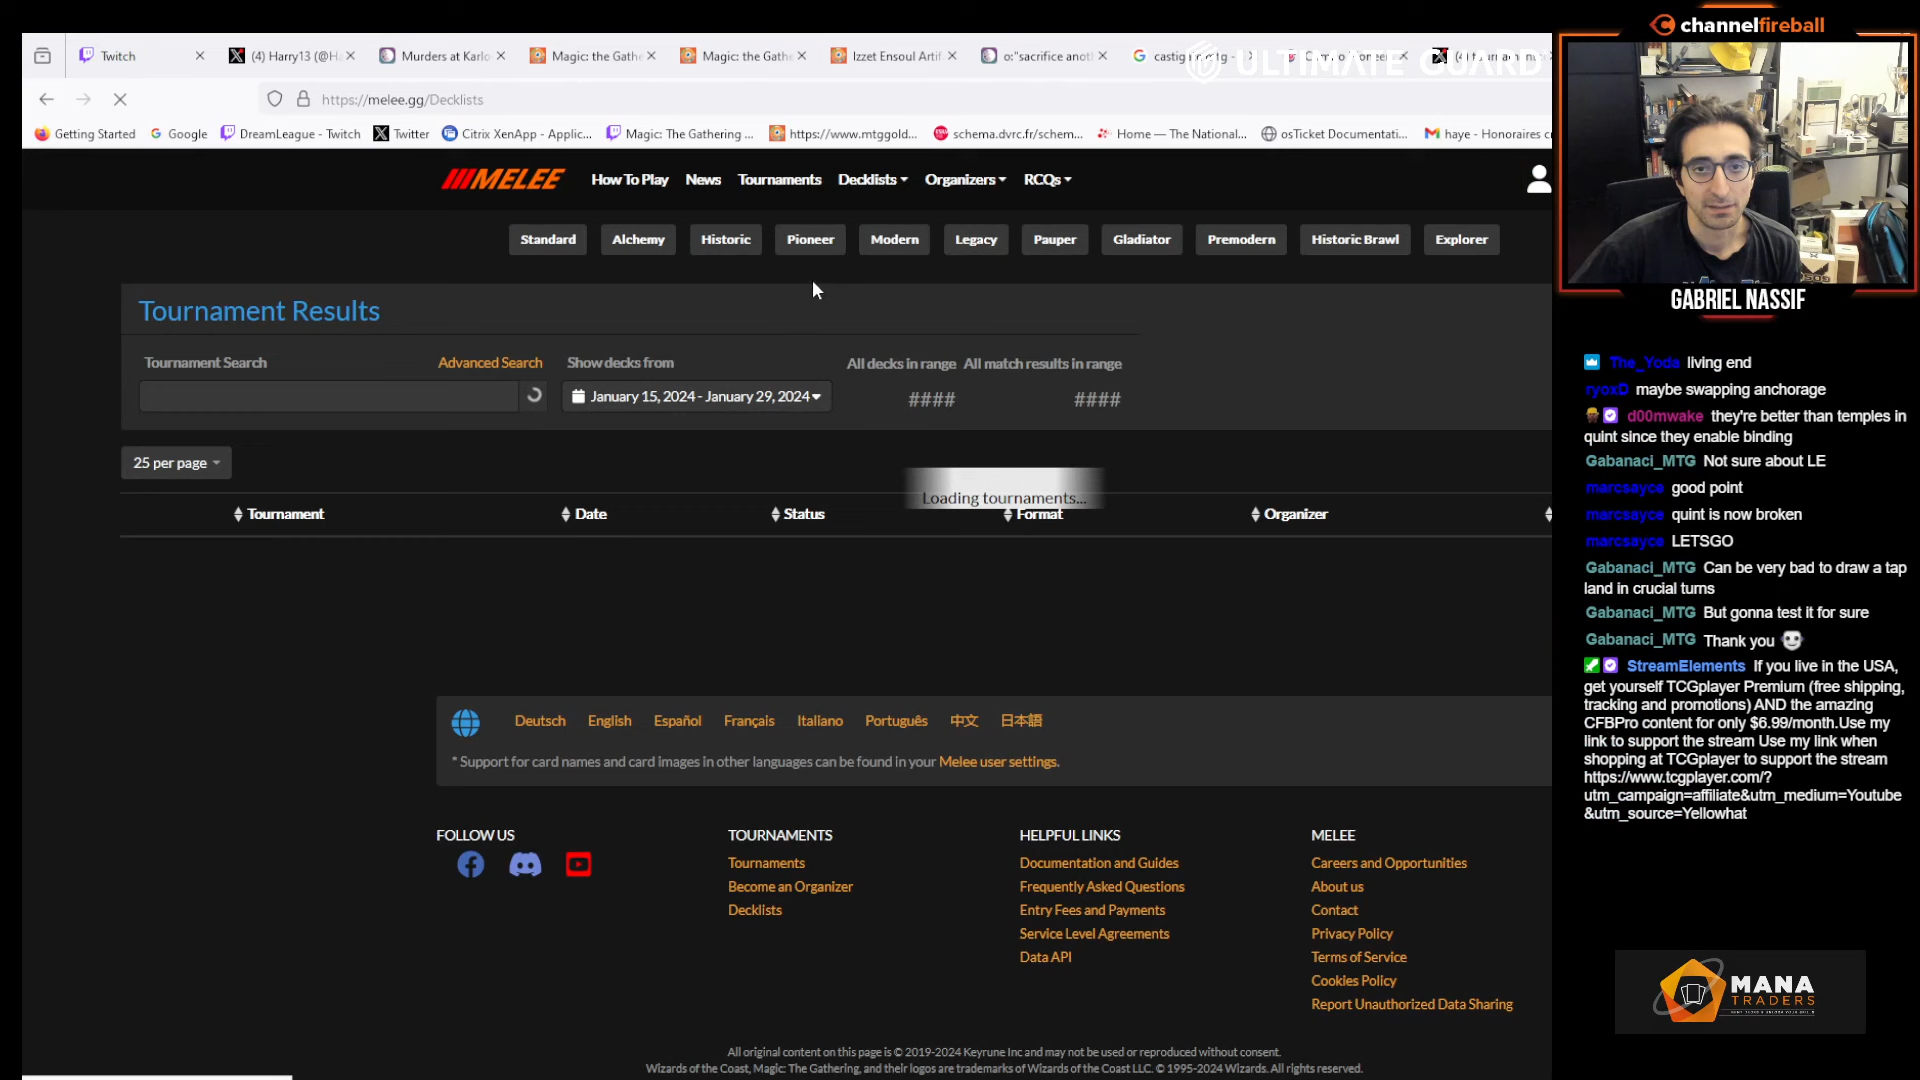 channelfireball
Twitch
(4) Harry13 (@Ha
Murders at Karlo
Magic: the Gathe
Magic: the Gathe
Izzet Ensoul Artif
o:"sacrifice anot
ULTIMATE GUARD
https://melee.gg/Decklists
Getting Started
Google
DreamLeague - Twitch
Twitter
Citrix XenApp - Applic...
Magic: The Gathering ...
https://www.mtggold...
schema.dvrc.fr/schem...
Home — The National...
osTicket Documentati...
haye - Honoraires c
MELEE
How To Play
News
Tournaments
Decklists
Organizers
RCQs
Standard
Alchemy
Historic
Pioneer
Modern
Legacy
Pauper
Gladiator
Premodern
Historic Brawl
Explorer
GABRIEL NASSIF
Tournament Results
Tournament Search
Advanced Search
Show decks from
All decks in range
All match results in range
January 15, 2024 - January 29, 2024
####
####
25 per page
Loading tournaments...
Tournament
Date
Status
Format
Organizer
The_Yoda living end
ryoxD maybe swapping anchorage
d00mwake they're better than temples in
quint since they enable binding
Gabanaci_MTG Not sure about LE
marcsayce good point
marcsayce quint is now broken
marcsayce LETSGO
Gabanaci_MTG Can be very bad to draw a tap
land in crucial turns
Gabanaci_MTG But gonna test it for sure
Gabanaci_MTG Thank you
StreamElements If you live in the USA,
get yourself TCGplayer Premium (free shipping,
tracking and promotions) AND the amazing
CFBPro content for only $6.99/month.Use my
link to support the stream Use my link when
shopping at TCGplayer to support the stream
https://www.tcgplayer.com/?
utm_campaign=affiliate&utm_medium=Youtube
&utm_source=Yellowhat
Deutsch
English
Español
Français
Italiano
Português
中文
日本語
* Support for card names and card images in other languages can be found in your Melee user settings.
FOLLOW US
TOURNAMENTS
Tournaments
Become an Organizer
Decklists
HELPFUL LINKS
Documentation and Guides
Frequently Asked Questions
Entry Fees and Payments
Service Level Agreements
Data API
MELEE
Careers and Opportunities
About us
Contact
Privacy Policy
Terms of Service
Cookies Policy
Report Unauthorized Data Sharing
MANA
TRADERS
All original content on this page is © 2019-2024 Keyrune Inc and may not be used or reproduced without consent.
Wizards of the Coast, Magic: The Gathering, and their logos are trademarks of Wizards of the Coast LLC. © 1995-2024 Wizards. All rights reserved.